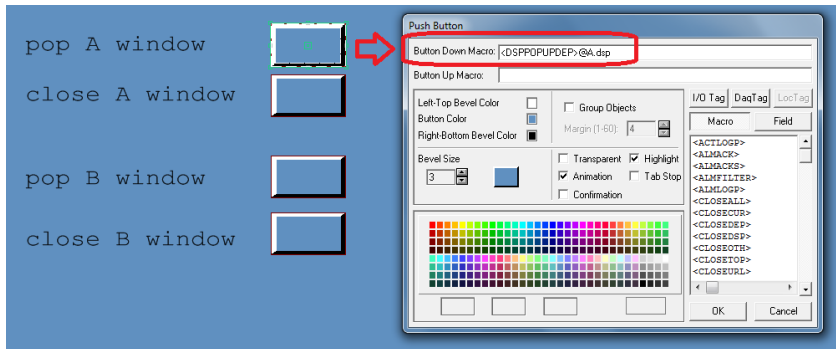 pop A window
close A window
pop B window
close B window
Push Button
Button Down Macro: <DSPPOPUPDEP>@A.dsp
Button Up Macro:
Left-Top Bevel Color
Button Color
Right-Bottom Bevel Color
Group Objects
Margin (1-60): 4
Bevel Size
3
Transparent
Highlight
Animation
Tab Stop
Confirmation
I/O Tag
DaqTag
LocTag
Macro
Field
<ACTLOGP>
<ALMACK>
<ALMACKS>
<ALMFILTER>
<ALMLOGP>
<CLOSEALL>
<CLOSECUR>
<CLOSEDEP>
<CLOSEDSP>
<CLOSEOTH>
<CLOSETOP>
<CLOSEURL>
OK
Cancel